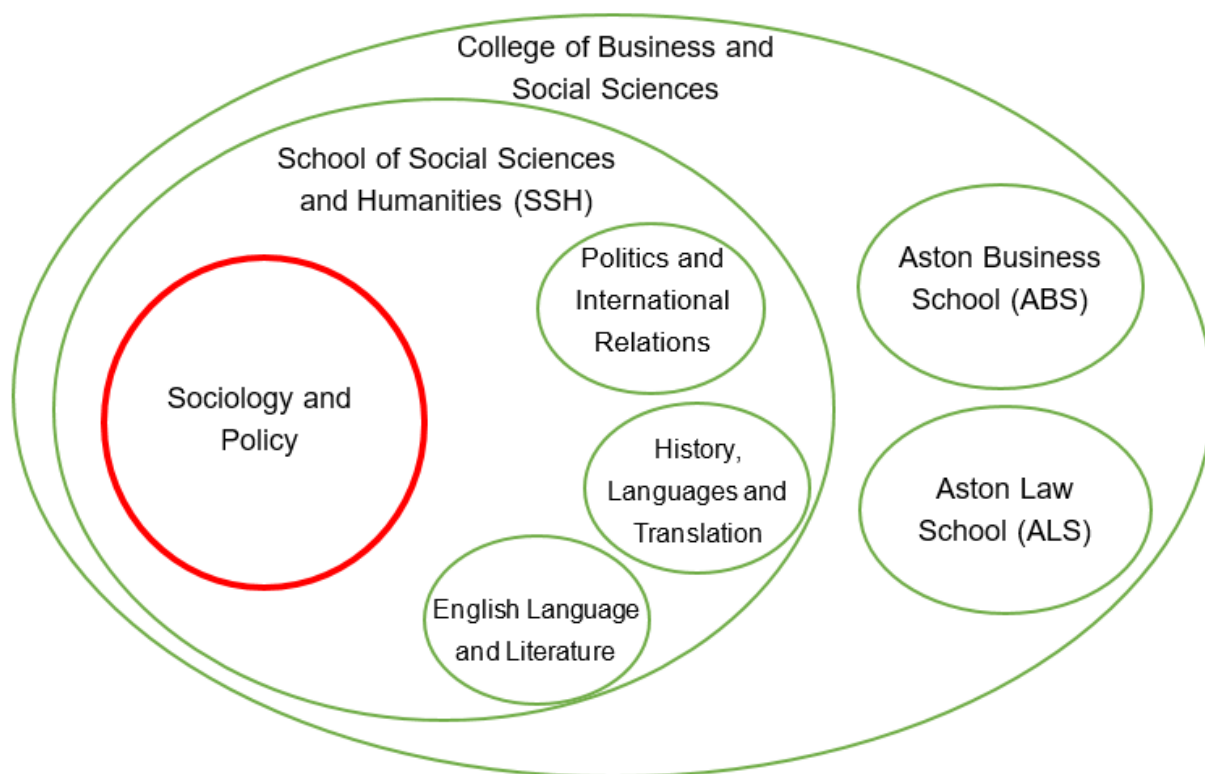 College of Business and
Social Sciences
School of Social Sciences
and Humanities (SSH)
Politics and
International
Relations
Aston Business
School (ABS)
Sociology and
Policy
History,
Languages and
Translation
Aston Law
School (ALS)
English Language
and Literature